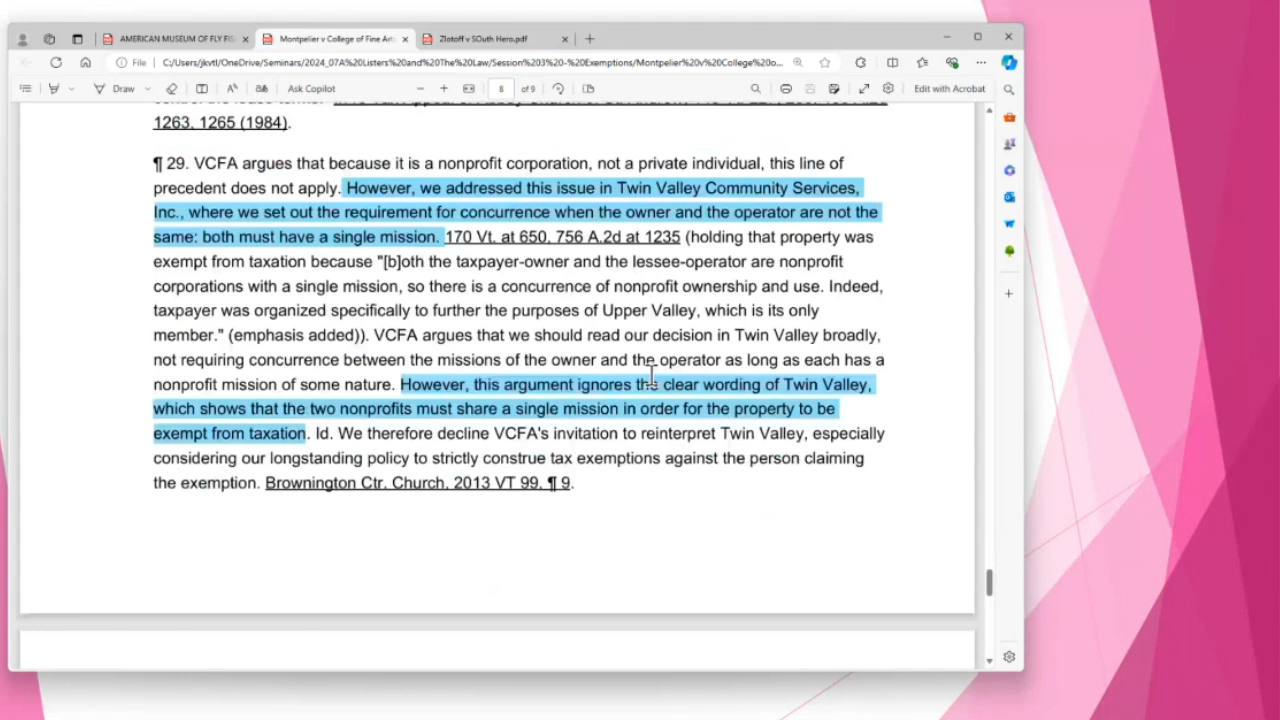 AMERICAN MUSEUM OF FLY FIS
Montpelier v College of Fine Arts
Zlotoff v SOuth Hero.pdf
File
C:/Users/jkvtl/OneDrive/Seminars/2024_07A%20Listers%20and%20The%20Law/Session%203%20-%20Exemptions/Montpelier%20v%20College%20o...
Draw
Ask Copilot
8 of 9
Edit with Acrobat
1263, 1265 (1984).
¶ 29. VCFA argues that because it is a nonprofit corporation, not a private individual, this line of
precedent does not apply. However, we addressed this issue in Twin Valley Community Services,
Inc., where we set out the requirement for concurrence when the owner and the operator are not the
same: both must have a single mission. 170 Vt. at 650, 756 A.2d at 1235 (holding that property was
exempt from taxation because "[b]oth the taxpayer-owner and the lessee-operator are nonprofit
corporations with a single mission, so there is a concurrence of nonprofit ownership and use. Indeed,
taxpayer was organized specifically to further the purposes of Upper Valley, which is its only
member." (emphasis added)). VCFA argues that we should read our decision in Twin Valley broadly,
not requiring concurrence between the missions of the owner and the operator as long as each has a
nonprofit mission of some nature. However, this argument ignores the clear wording of Twin Valley,
which shows that the two nonprofits must share a single mission in order for the property to be
exempt from taxation. Id. We therefore decline VCFA's invitation to reinterpret Twin Valley, especially
considering our longstanding policy to strictly construe tax exemptions against the person claiming
the exemption. Brownington Ctr. Church, 2013 VT 99, ¶ 9.